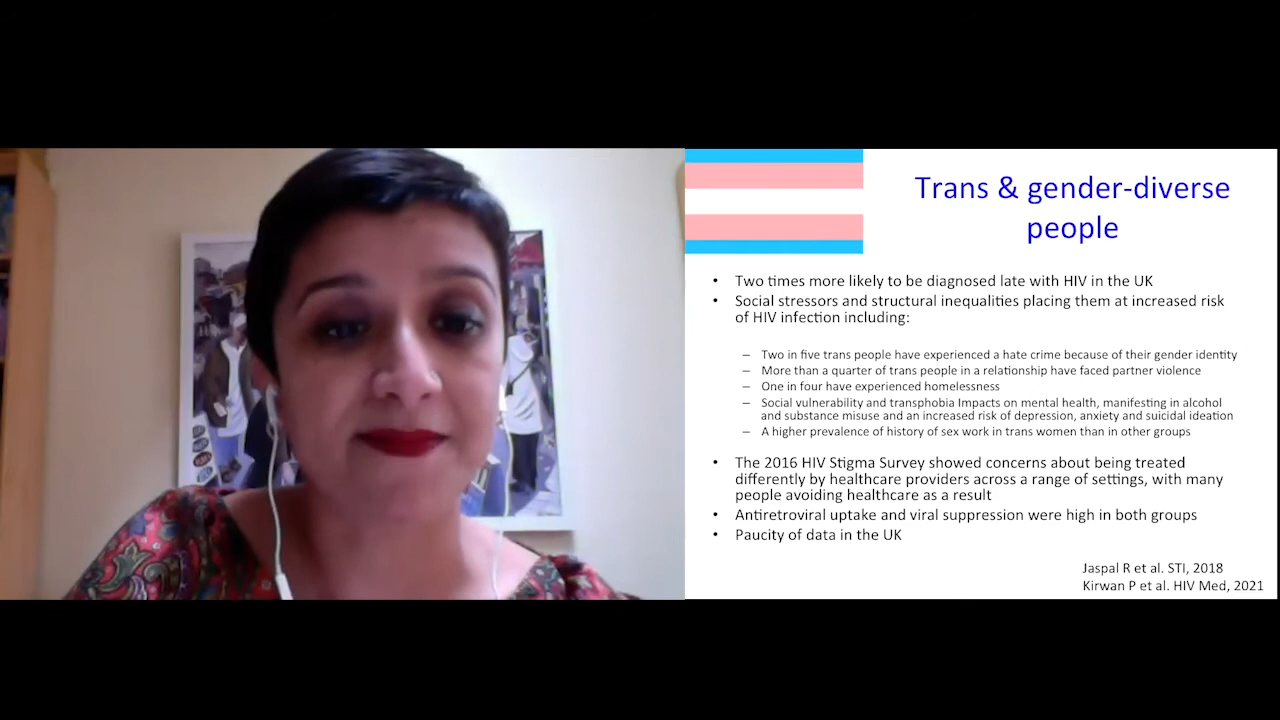 Trans & gender-diverse
people
• Two times more likely to be diagnosed late with HIV in the UK
• Social stressors and structural inequalities placing them at increased risk
of HIV infection including:
– Two in five trans people have experienced a hate crime because of their gender identity
– More than a quarter of trans people in a relationship have faced partner violence
– One in four have experienced homelessness
– Social vulnerability and transphobia Impacts on mental health, manifesting in alcohol
and substance misuse and an increased risk of depression, anxiety and suicidal ideation
– A higher prevalence of history of sex work in trans women than in other groups
• The 2016 HIV Stigma Survey showed concerns about being treated
differently by healthcare providers across a range of settings, with many
people avoiding healthcare as a result
• Antiretroviral uptake and viral suppression were high in both groups
• Paucity of data in the UK
Jaspal R et al. STI, 2018
Kirwan P et al. HIV Med, 2021